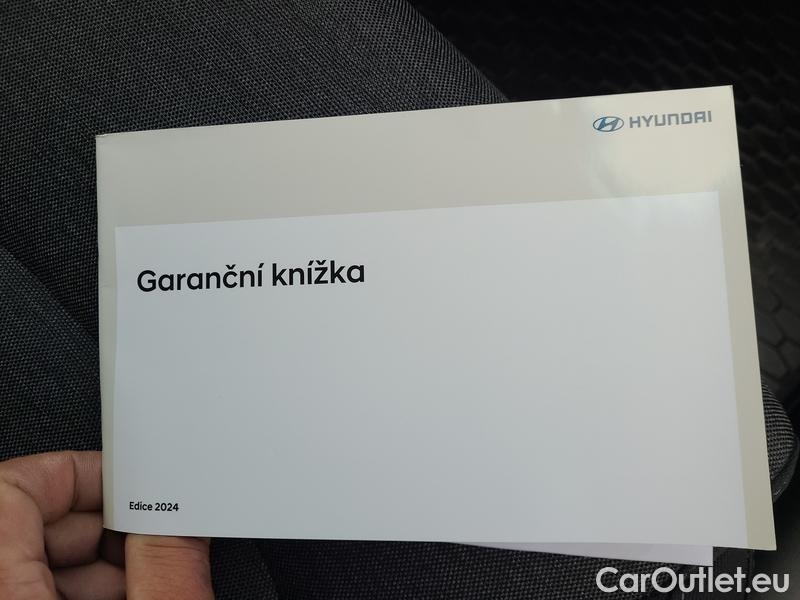 HYUNDAI
Garanční knížka
Edice 2024
CarOutlet.eu